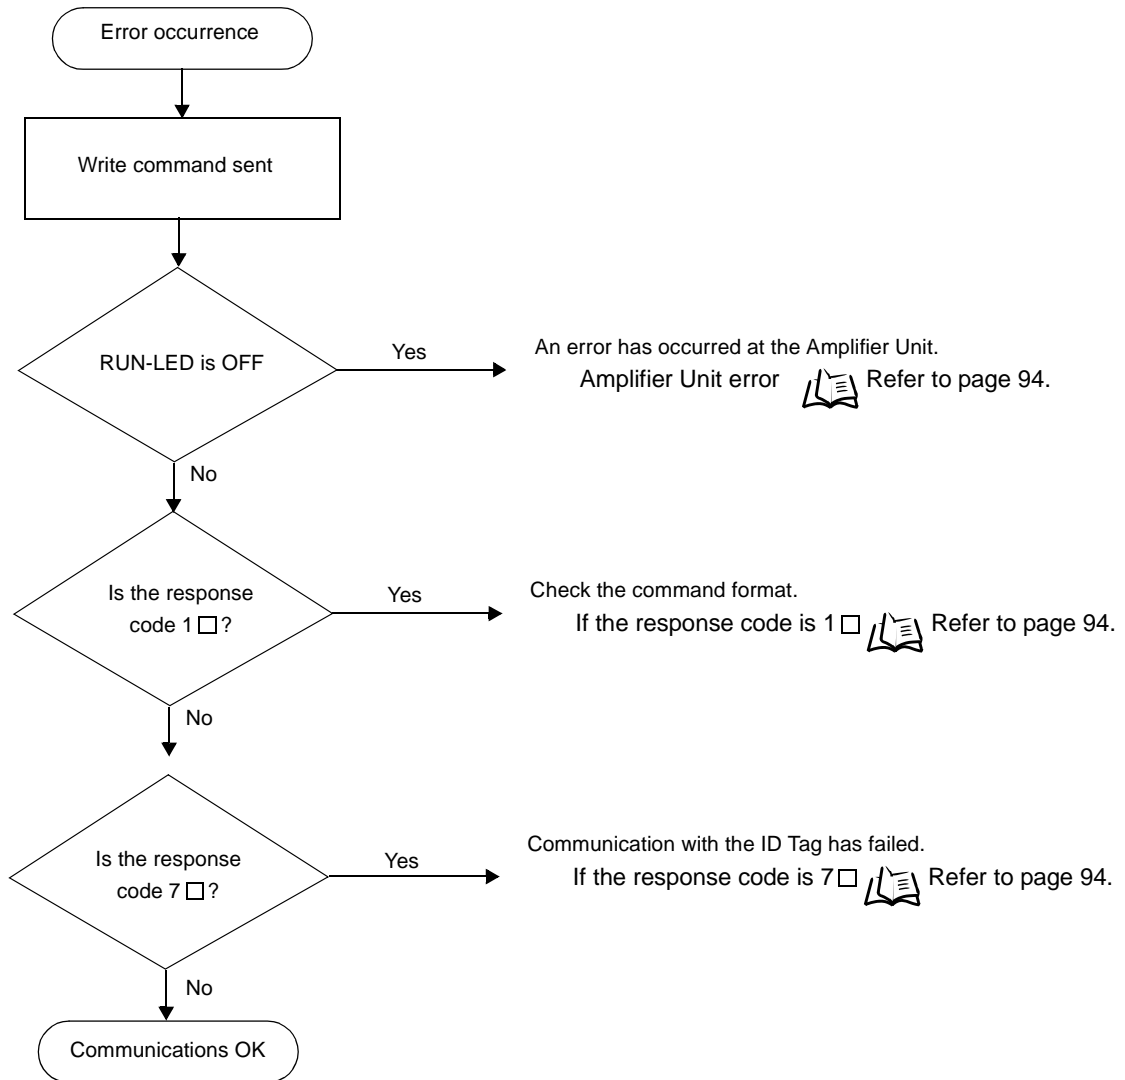 Error occurrence
Write command sent
RUN-LED is OFF
Yes
An error has occurred at the Amplifier Unit.
Amplifier Unit error Refer to page 94.
No
Is the response
code 1□?
Yes
Check the command format.
If the response code is 1□ Refer to page 94.
No
Is the response
code 7□?
Yes
Communication with the ID Tag has failed.
If the response code is 7□ Refer to page 94.
No
Communications OK